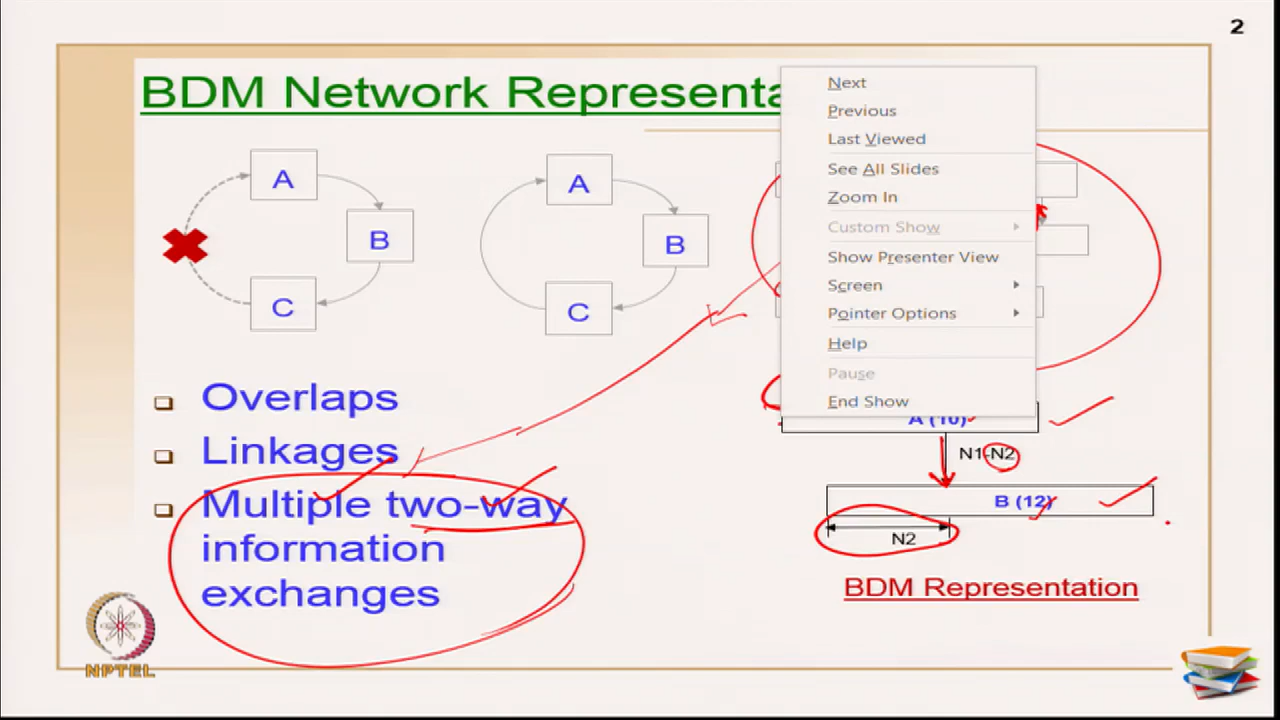 2
BDM Network Representa
A
B
C
A
B
C
Next
Previous
Last Viewed
See All Slides
Zoom In
Custom Show
Show Presenter View
Screen
Pointer Options
Help
Pause
End Show
Overlaps
Linkages
Multiple two-way
information
exchanges
A (10)
N1-N2
B (12)
N2
BDM Representation
NPTEL